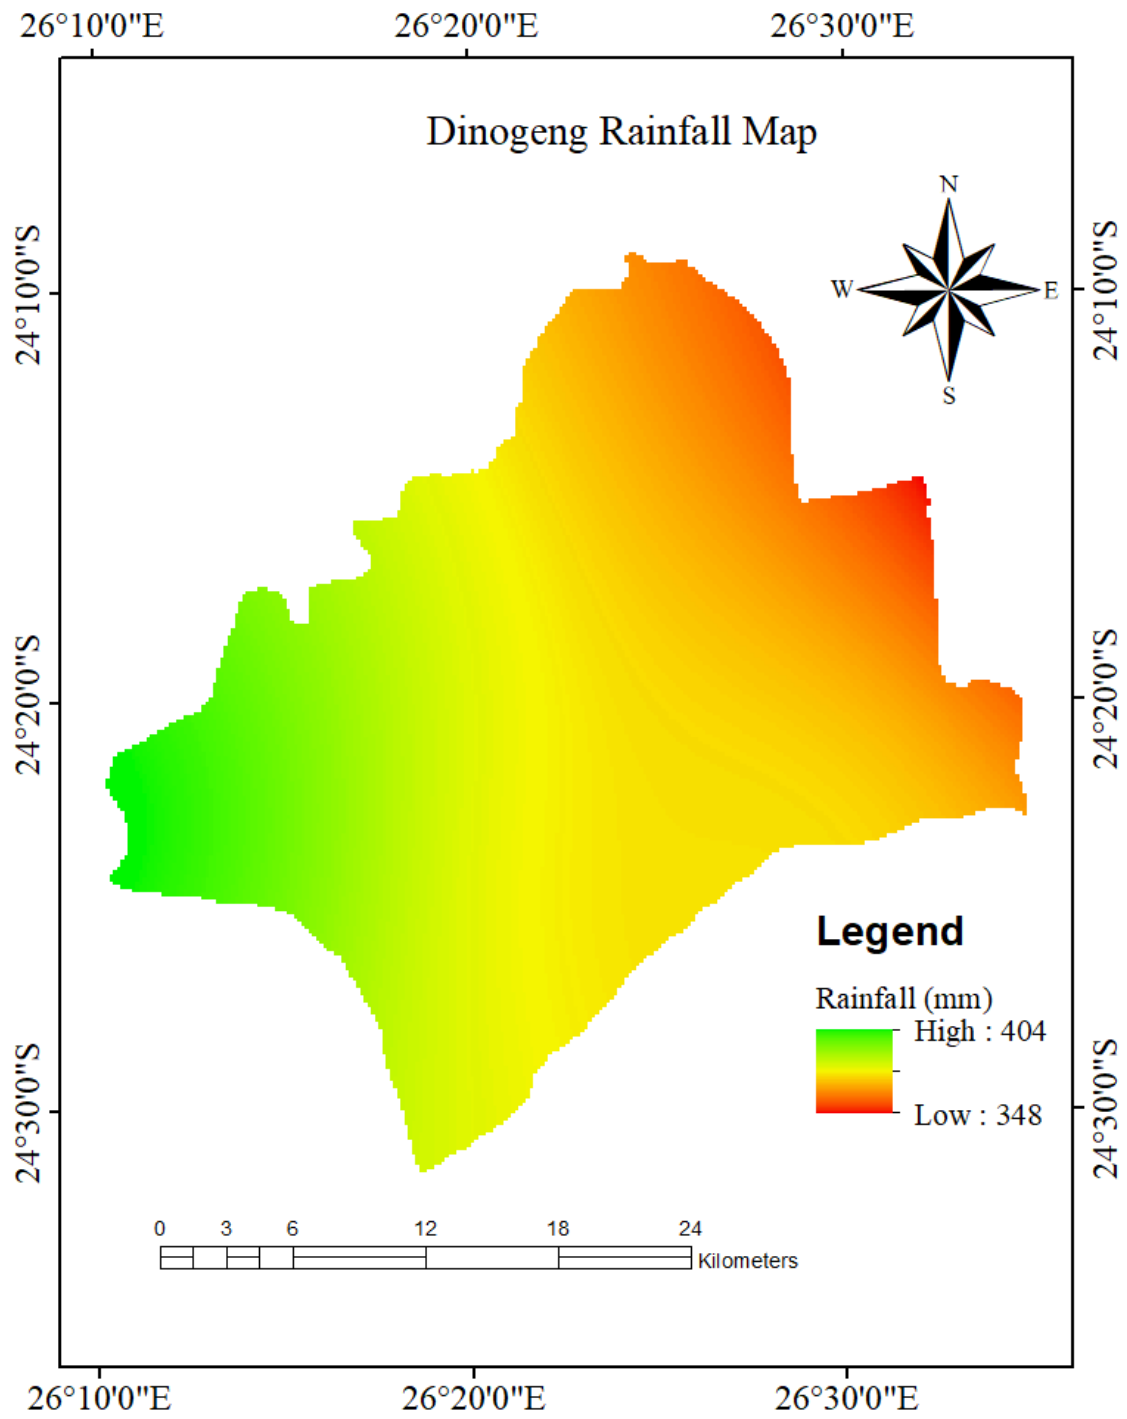 26°10'0"E 26°20'0"E 26°30'0"E
Dinogeng Rainfall Map
N
W E
S
24°10'0"S 24°10'0"S
24°20'0"S 24°20'0"S
Legend
Rainfall (mm)
High : 404
Low : 348
24°30'0"S 24°30'0"S
0 3 6 12 18 24
Kilometers
26°10'0"E 26°20'0"E 26°30'0"E